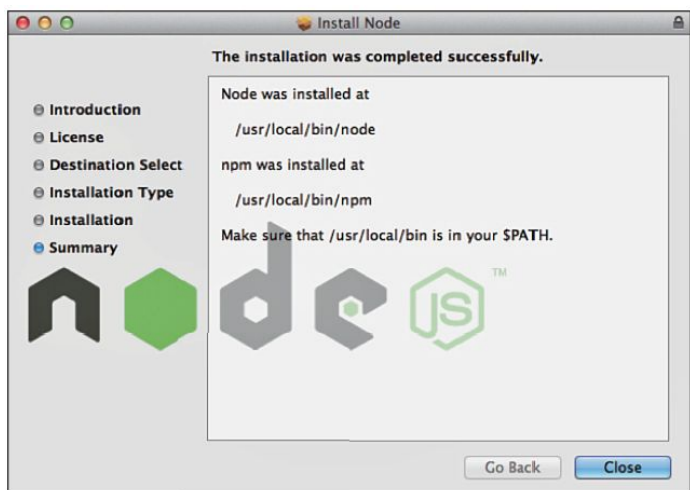 Install Node
The installation was completed successfully.
Introduction
License
Destination Select
Installation Type
Installation
Summary
Node was installed at
/usr/local/bin/node
npm was installed at
/usr/local/bin/npm
Make sure that /usr/local/bin is in your $PATH.
node
JS
TM
Go Back
Close